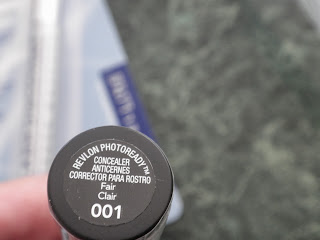 REVLON PHOTOREADY™
CONCEALER
ANTICERNES
CORRECTOR PARA ROSTRO
Fair
Clair
001